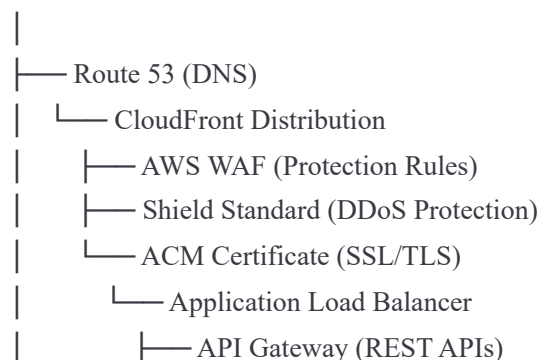 │
├── Route 53 (DNS)
│ └── CloudFront Distribution
│ ├── AWS WAF (Protection Rules)
│ ├── Shield Standard (DDoS Protection)
│ └── ACM Certificate (SSL/TLS)
│ └── Application Load Balancer
│ ├── API Gateway (REST APIs)